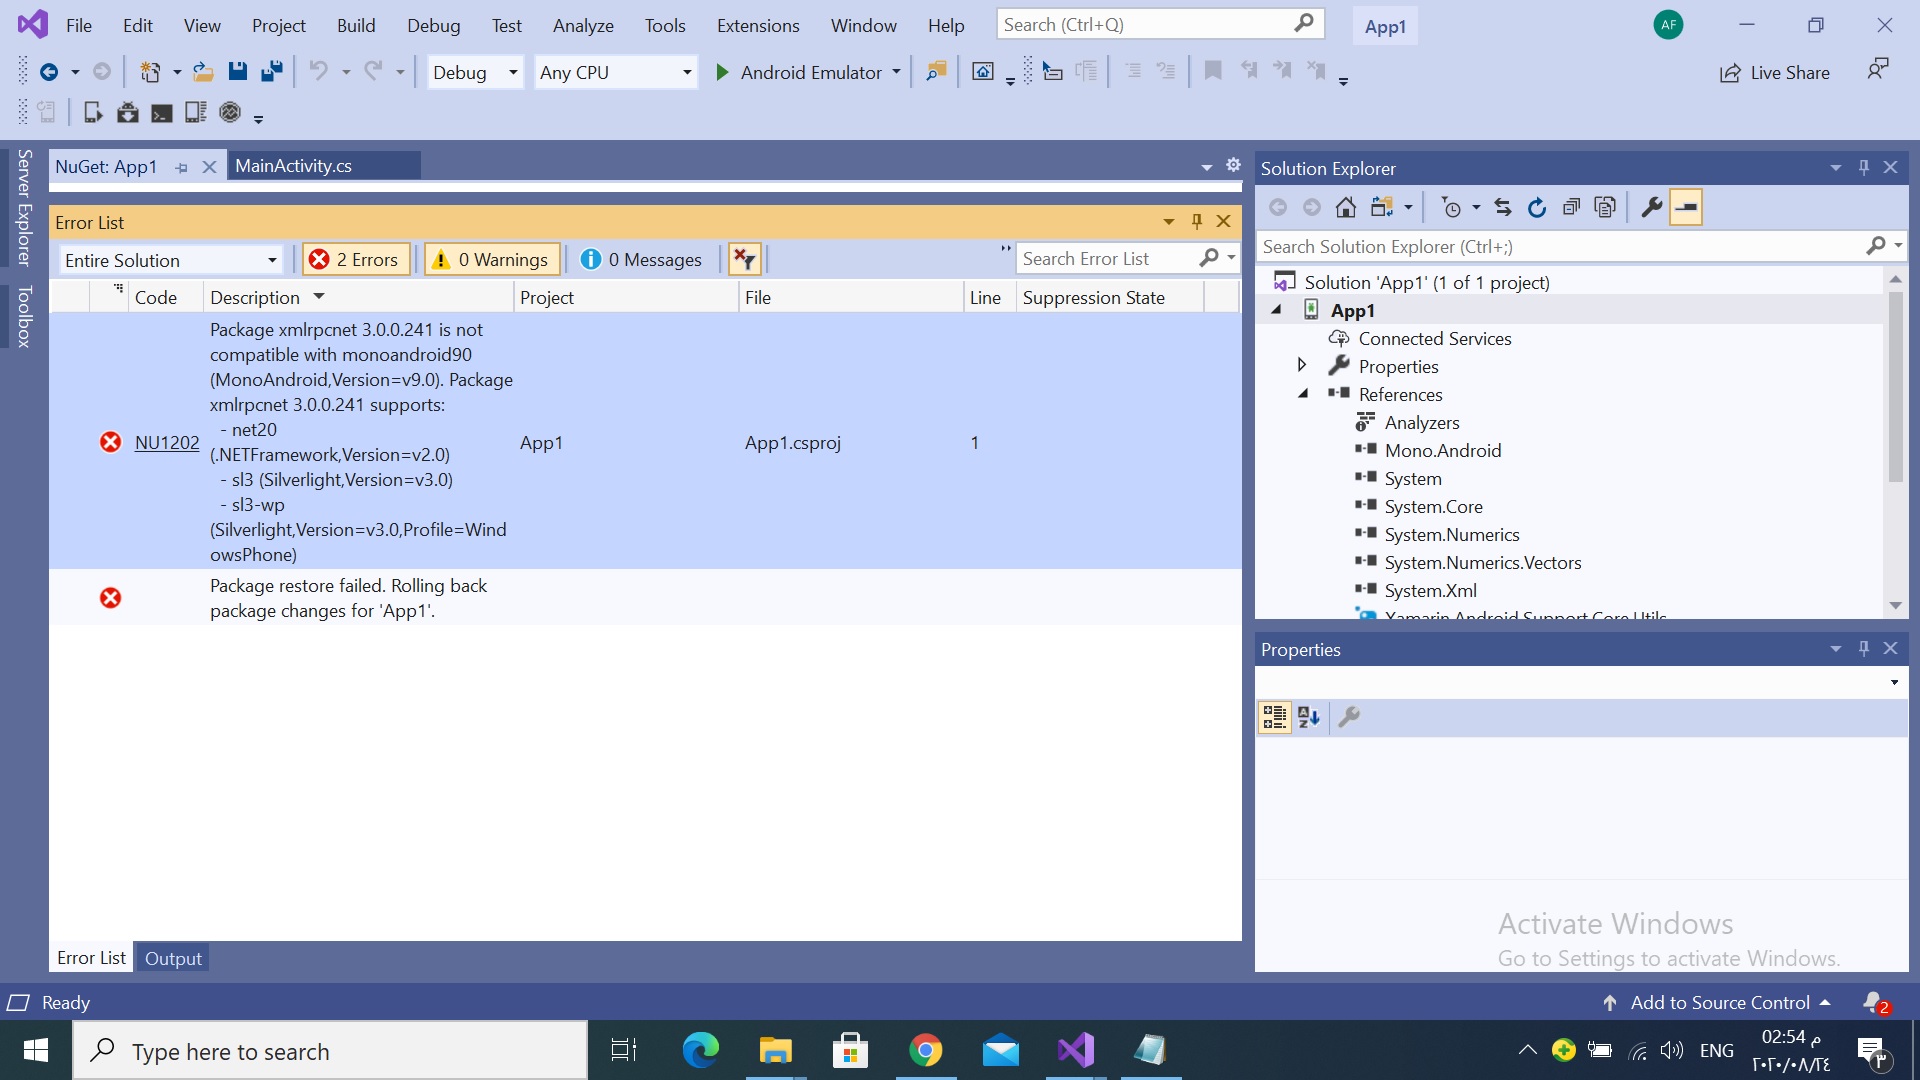 File Edit View Project Build Debug Test Analyze Tools Extensions Window Help Search (Ctrl+Q) App1 AF
Debug Any CPU Android Emulator Live Share
Server Explorer
Toolbox
NuGet: App1 MainActivity.cs
Error List
Entire Solution 2 Errors 0 Warnings 0 Messages Search Error List
Code Description Project File Line Suppression State
Package xmlrpcnet 3.0.0.241 is not
compatible with monoandroid90
(MonoAndroid,Version=v9.0). Package
xmlrpcnet 3.0.0.241 supports:
- net20
NU1202 (.NETFramework,Version=v2.0) App1 App1.csproj 1
- sl3 (Silverlight,Version=v3.0)
- sl3-wp
(Silverlight,Version=v3.0,Profile=Wind
owsPhone)
Package restore failed. Rolling back
package changes for 'App1'.
Error List Output
Solution Explorer
Search Solution Explorer (Ctrl+;)
Solution 'App1' (1 of 1 project)
App1
Connected Services
Properties
References
Analyzers
Mono.Android
System
System.Core
System.Numerics
System.Numerics.Vectors
System.Xml
Xamarin.Android.Support.Core.Utils
Properties
Activate Windows
Go to Settings to activate Windows.
Ready Add to Source Control 2
Type here to search ENG 02:54 م
٢٠٢٠/٠٨/٢٤ ٣